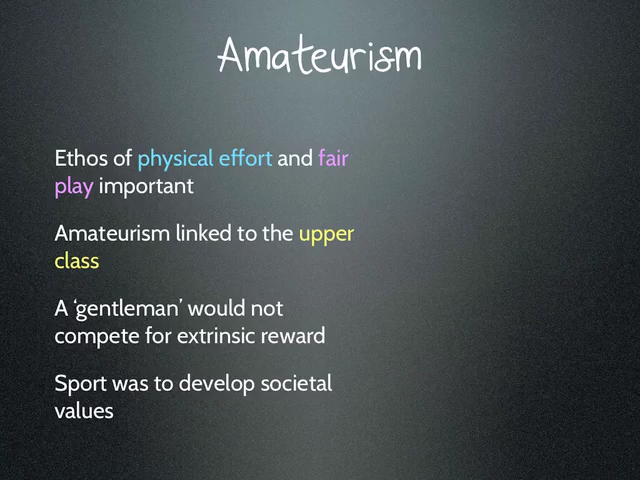 Amateurism
Ethos of physical effort and fair
play important
Amateurism linked to the upper
class
A ‘gentleman’ would not
compete for extrinsic reward
Sport was to develop societal
values